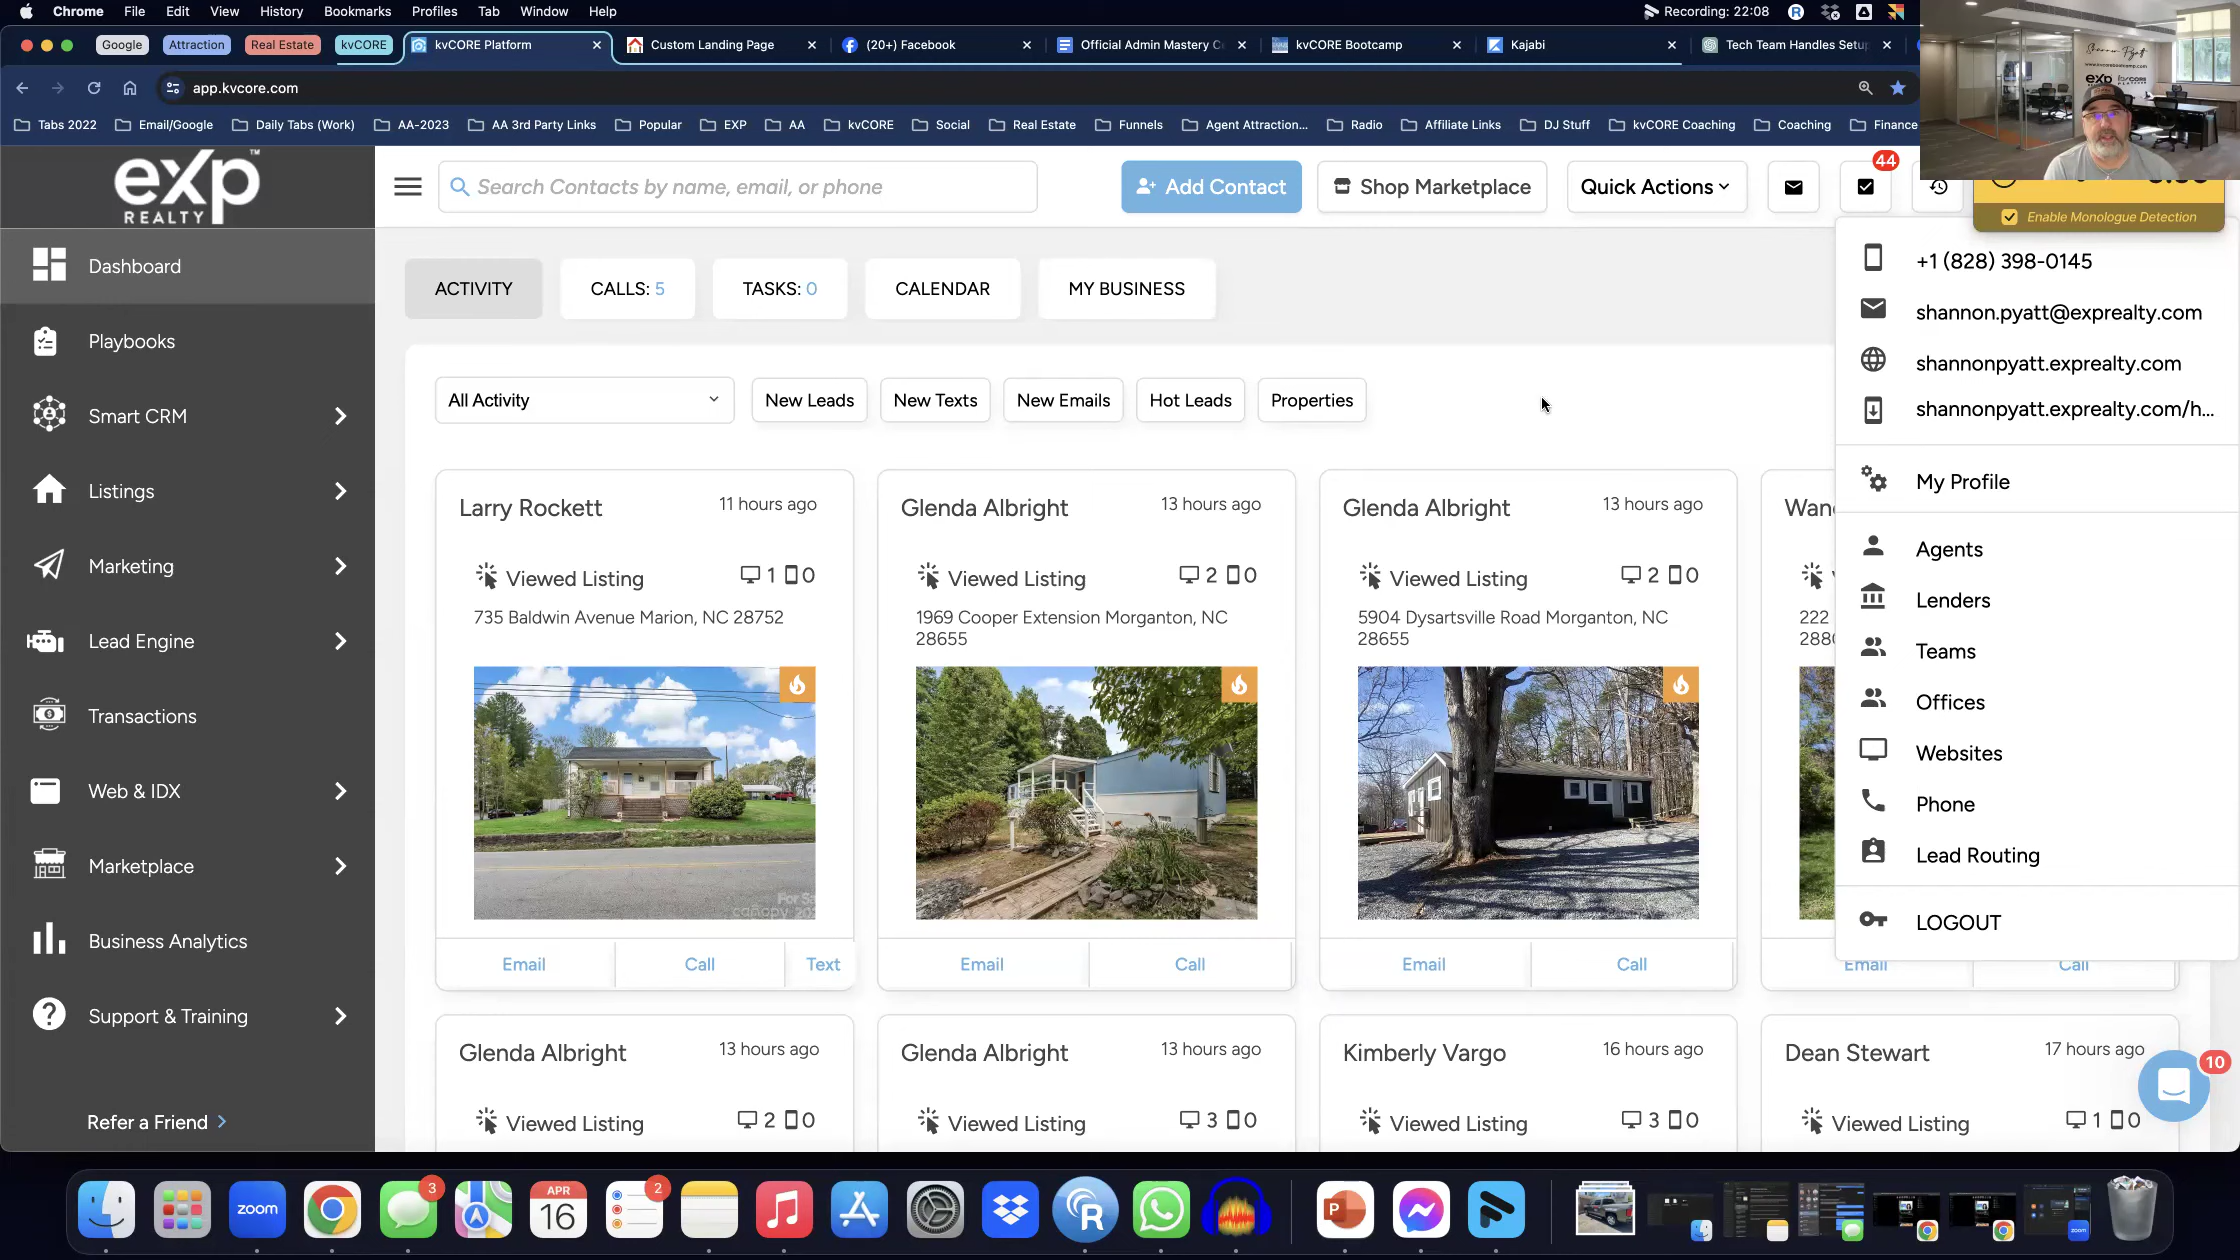 Chrome File Edit View History Bookmarks Profiles Tab Window Help
Recording: 22:08
Google Attraction Real Estate kvCORE kvCORE Platform Custom Landing Page (20+) Facebook Official Admin Mastery kvCORE Bootcamp Kajabi Tech Team Handles Setup
app.kvcore.com
Tabs 2022 Email/Google Daily Tabs (Work) AA-2023 AA 3rd Party Links Popular EXP AA kvCORE Social Real Estate Funnels Agent Attraction... Radio Affiliate Links DJ Stuff kvCORE Coaching Coaching Finance
exp™
REALTY
Search Contacts by name, email, or phone
Add Contact
Shop Marketplace
Quick Actions
44
Enable Monologue Detection
Dashboard
Playbooks
Smart CRM
Listings
Marketing
Lead Engine
Transactions
Web & IDX
Marketplace
Business Analytics
Support & Training
Refer a Friend
ACTIVITY CALLS: 5 TASKS: 0 CALENDAR MY BUSINESS
All Activity New Leads New Texts New Emails Hot Leads Properties
Larry Rockett 11 hours ago
Viewed Listing 1 0
735 Baldwin Avenue Marion, NC 28752
Email Call Text
Glenda Albright 13 hours ago
Viewed Listing 2 0
1969 Cooper Extension Morganton, NC
28655
Email Call
Glenda Albright 13 hours ago
Viewed Listing 2 0
5904 Dysartsville Road Morganton, NC
28655
Email Call
222
Email Call
Glenda Albright 13 hours ago
Viewed Listing 2 0
Glenda Albright 13 hours ago
Viewed Listing 3 0
Kimberly Vargo 16 hours ago
Viewed Listing 3 0
Dean Stewart 17 hours ago
Viewed Listing 1 0
+1 (828) 398-0145
shannon.pyatt@exprealty.com
shannonpyatt.exprealty.com
shannonpyatt.exprealty.com/h...
My Profile
Agents
Lenders
Teams
Offices
Websites
Phone
Lead Routing
LOGOUT
10
zoom
3
APR
16
2